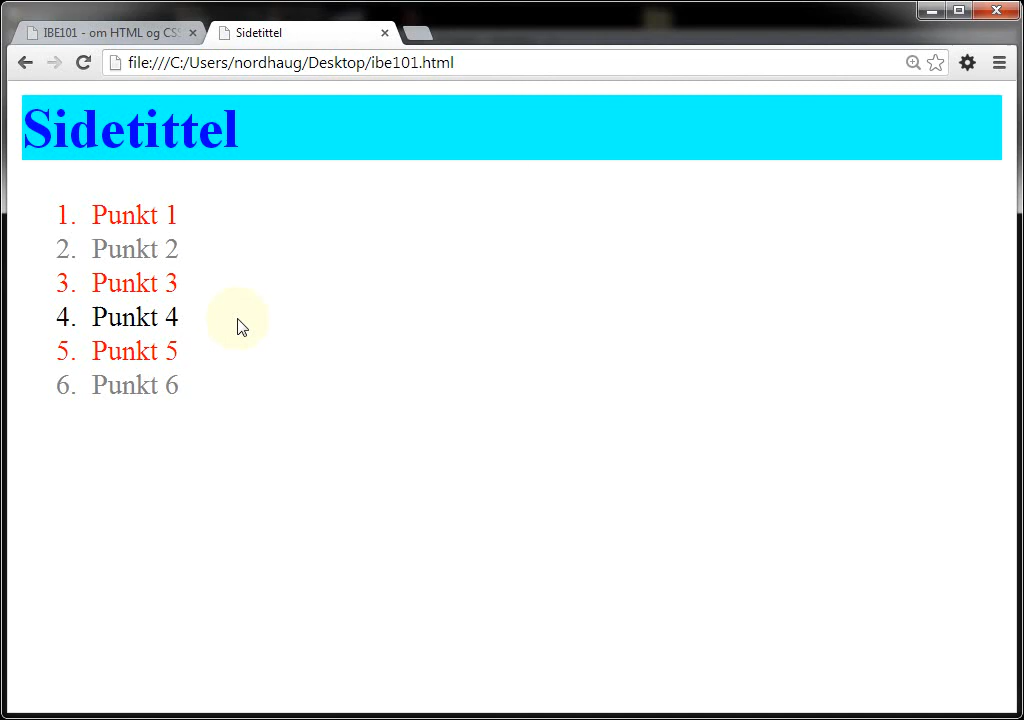 IBE101 - om HTML og CSS
Sidetittel
file:///C:/Users/nordhaug/Desktop/ibe101.html
Sidetittel
1. Punkt 1
2. Punkt 2
3. Punkt 3
4. Punkt 4
5. Punkt 5
6. Punkt 6